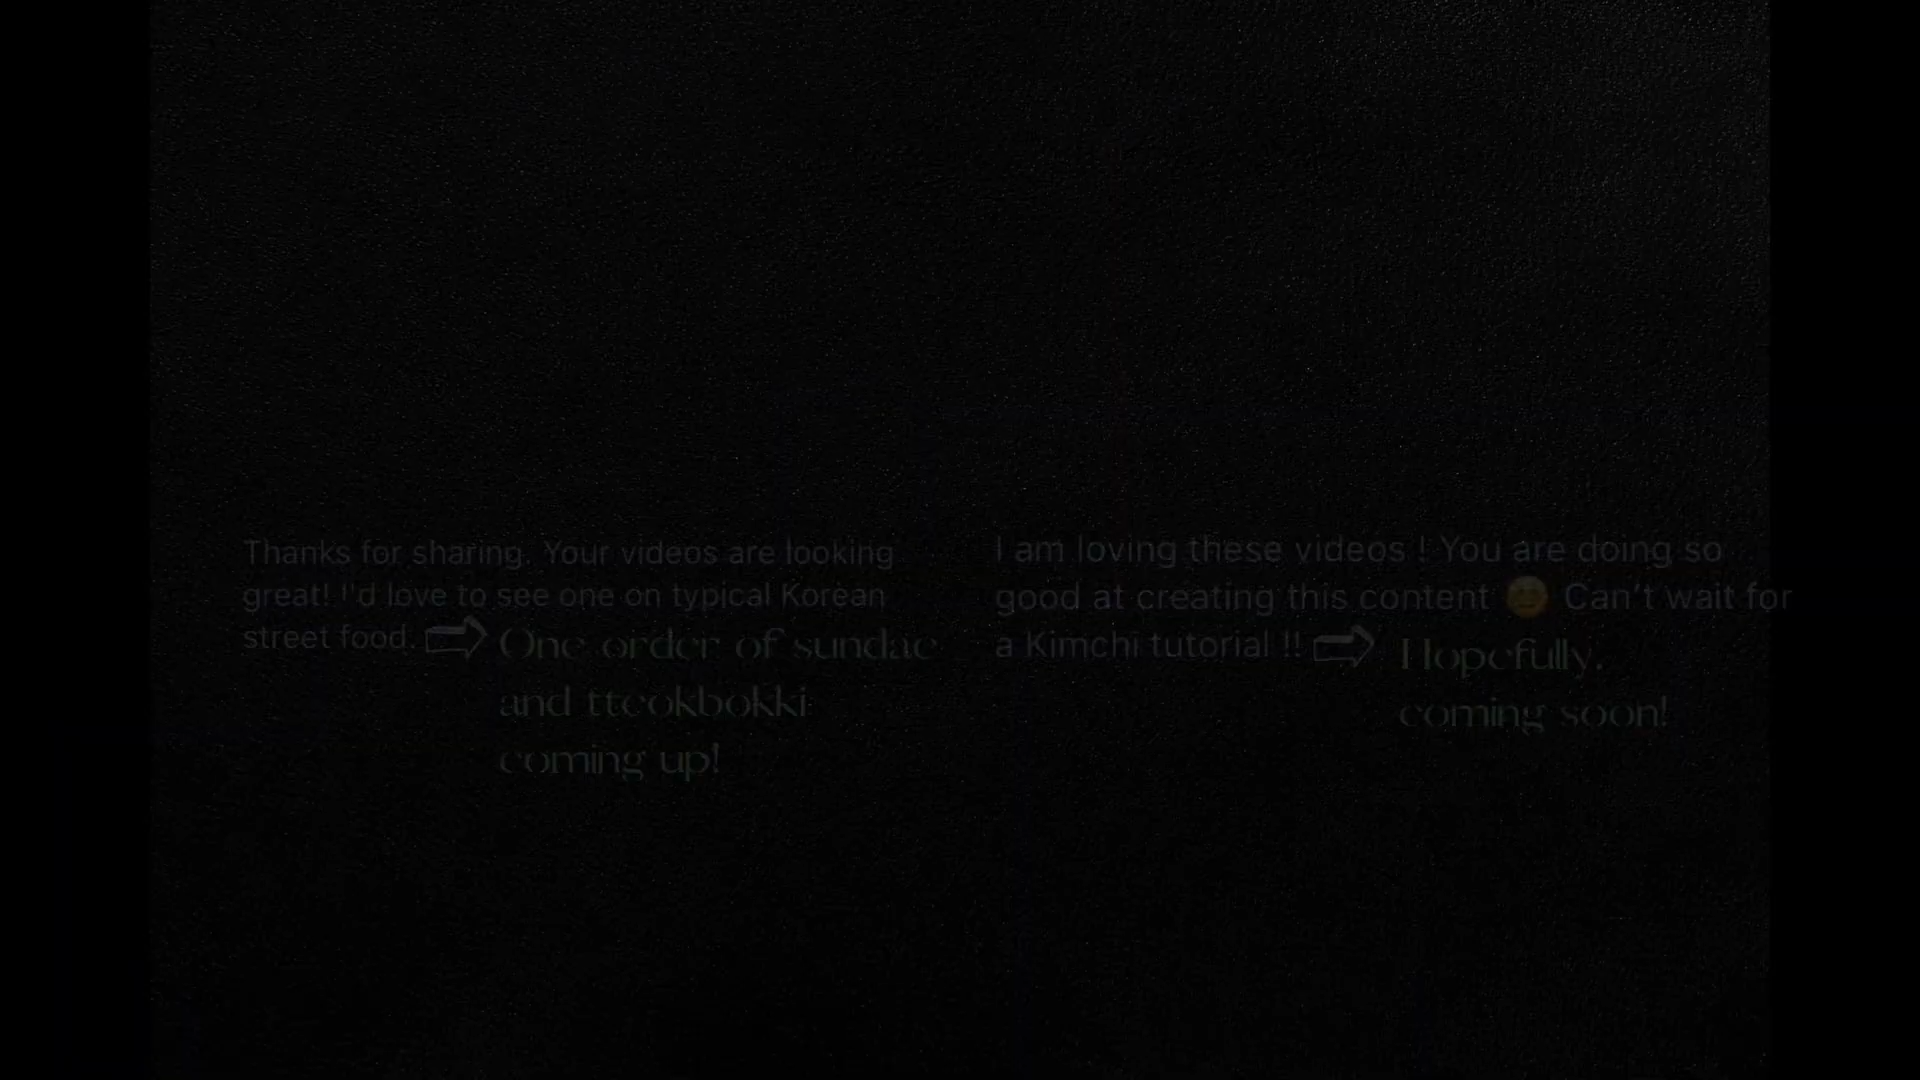 Thanks for sharing. Your videos are looking
great! I'd love to see one on typical Korean
street food.
One order of sundae
and tteokbokki
coming up!
I am loving these videos ! You are doing so
good at creating this content 😊 Can't wait for
a Kimchi tutorial !!
Hopefully,
coming soon!